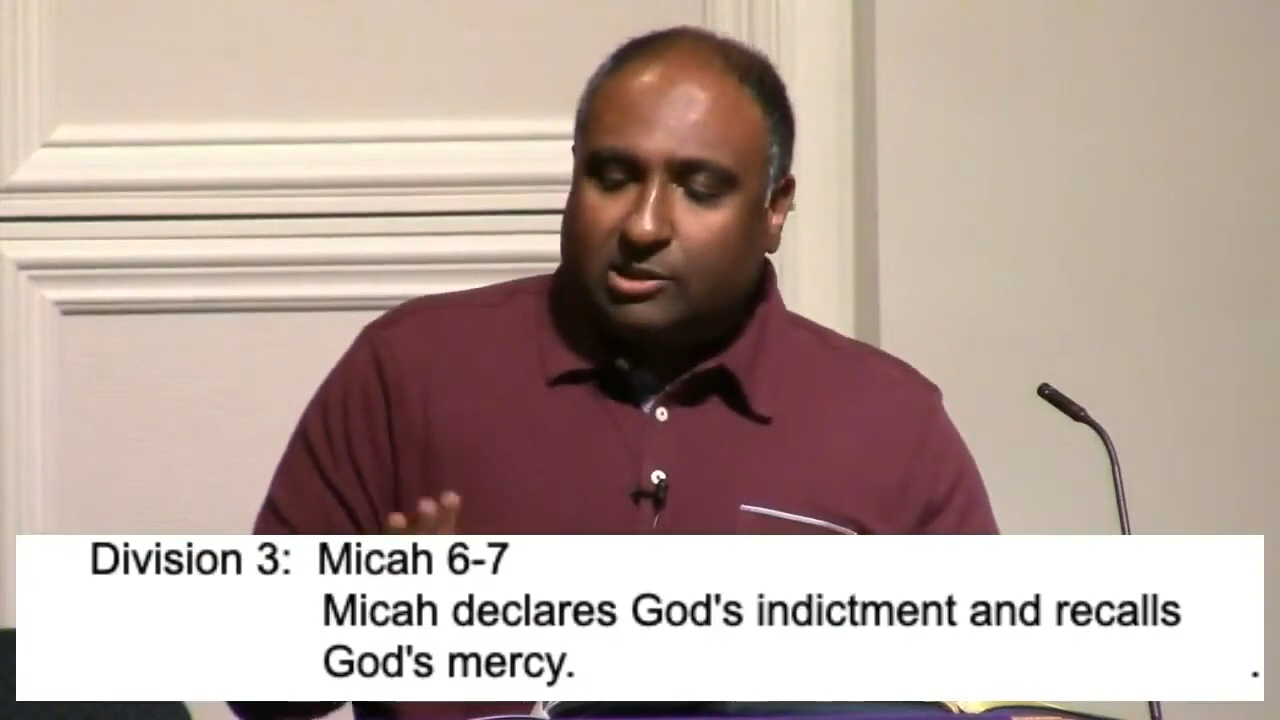 Division 3: Micah 6-7
Micah declares God's indictment and recalls
God's mercy. .